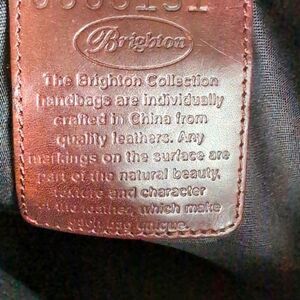 Brighton
The Brighton Collection
handbags are individually
crafted in China from
quality leathers. Any
markings on the surface are
part of the natural beauty,
texture and character
the leather, which make
unique.